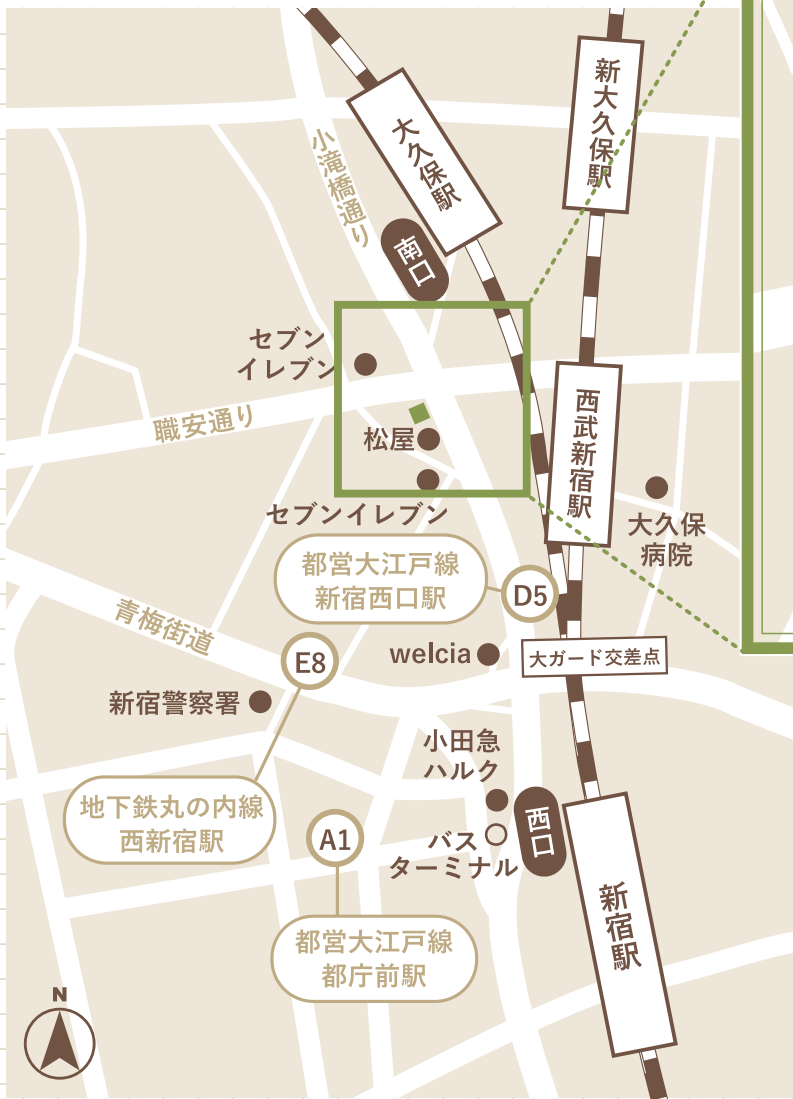 新大久保駅
大久保駅
小滝橋通り
南口
セブン
イレブン
西武新宿駅
職安通り
松屋
セブンイレブン
大久保
病院
都営大江戸線
新宿西口駅
D5
青梅街道
E8
welcia
大ガード交差点
新宿警察署
小田急
ハルク
地下鉄丸の内線
西新宿駅
A1
バス
ターミナル
西口
新宿駅
都営大江戸線
都庁前駅
N